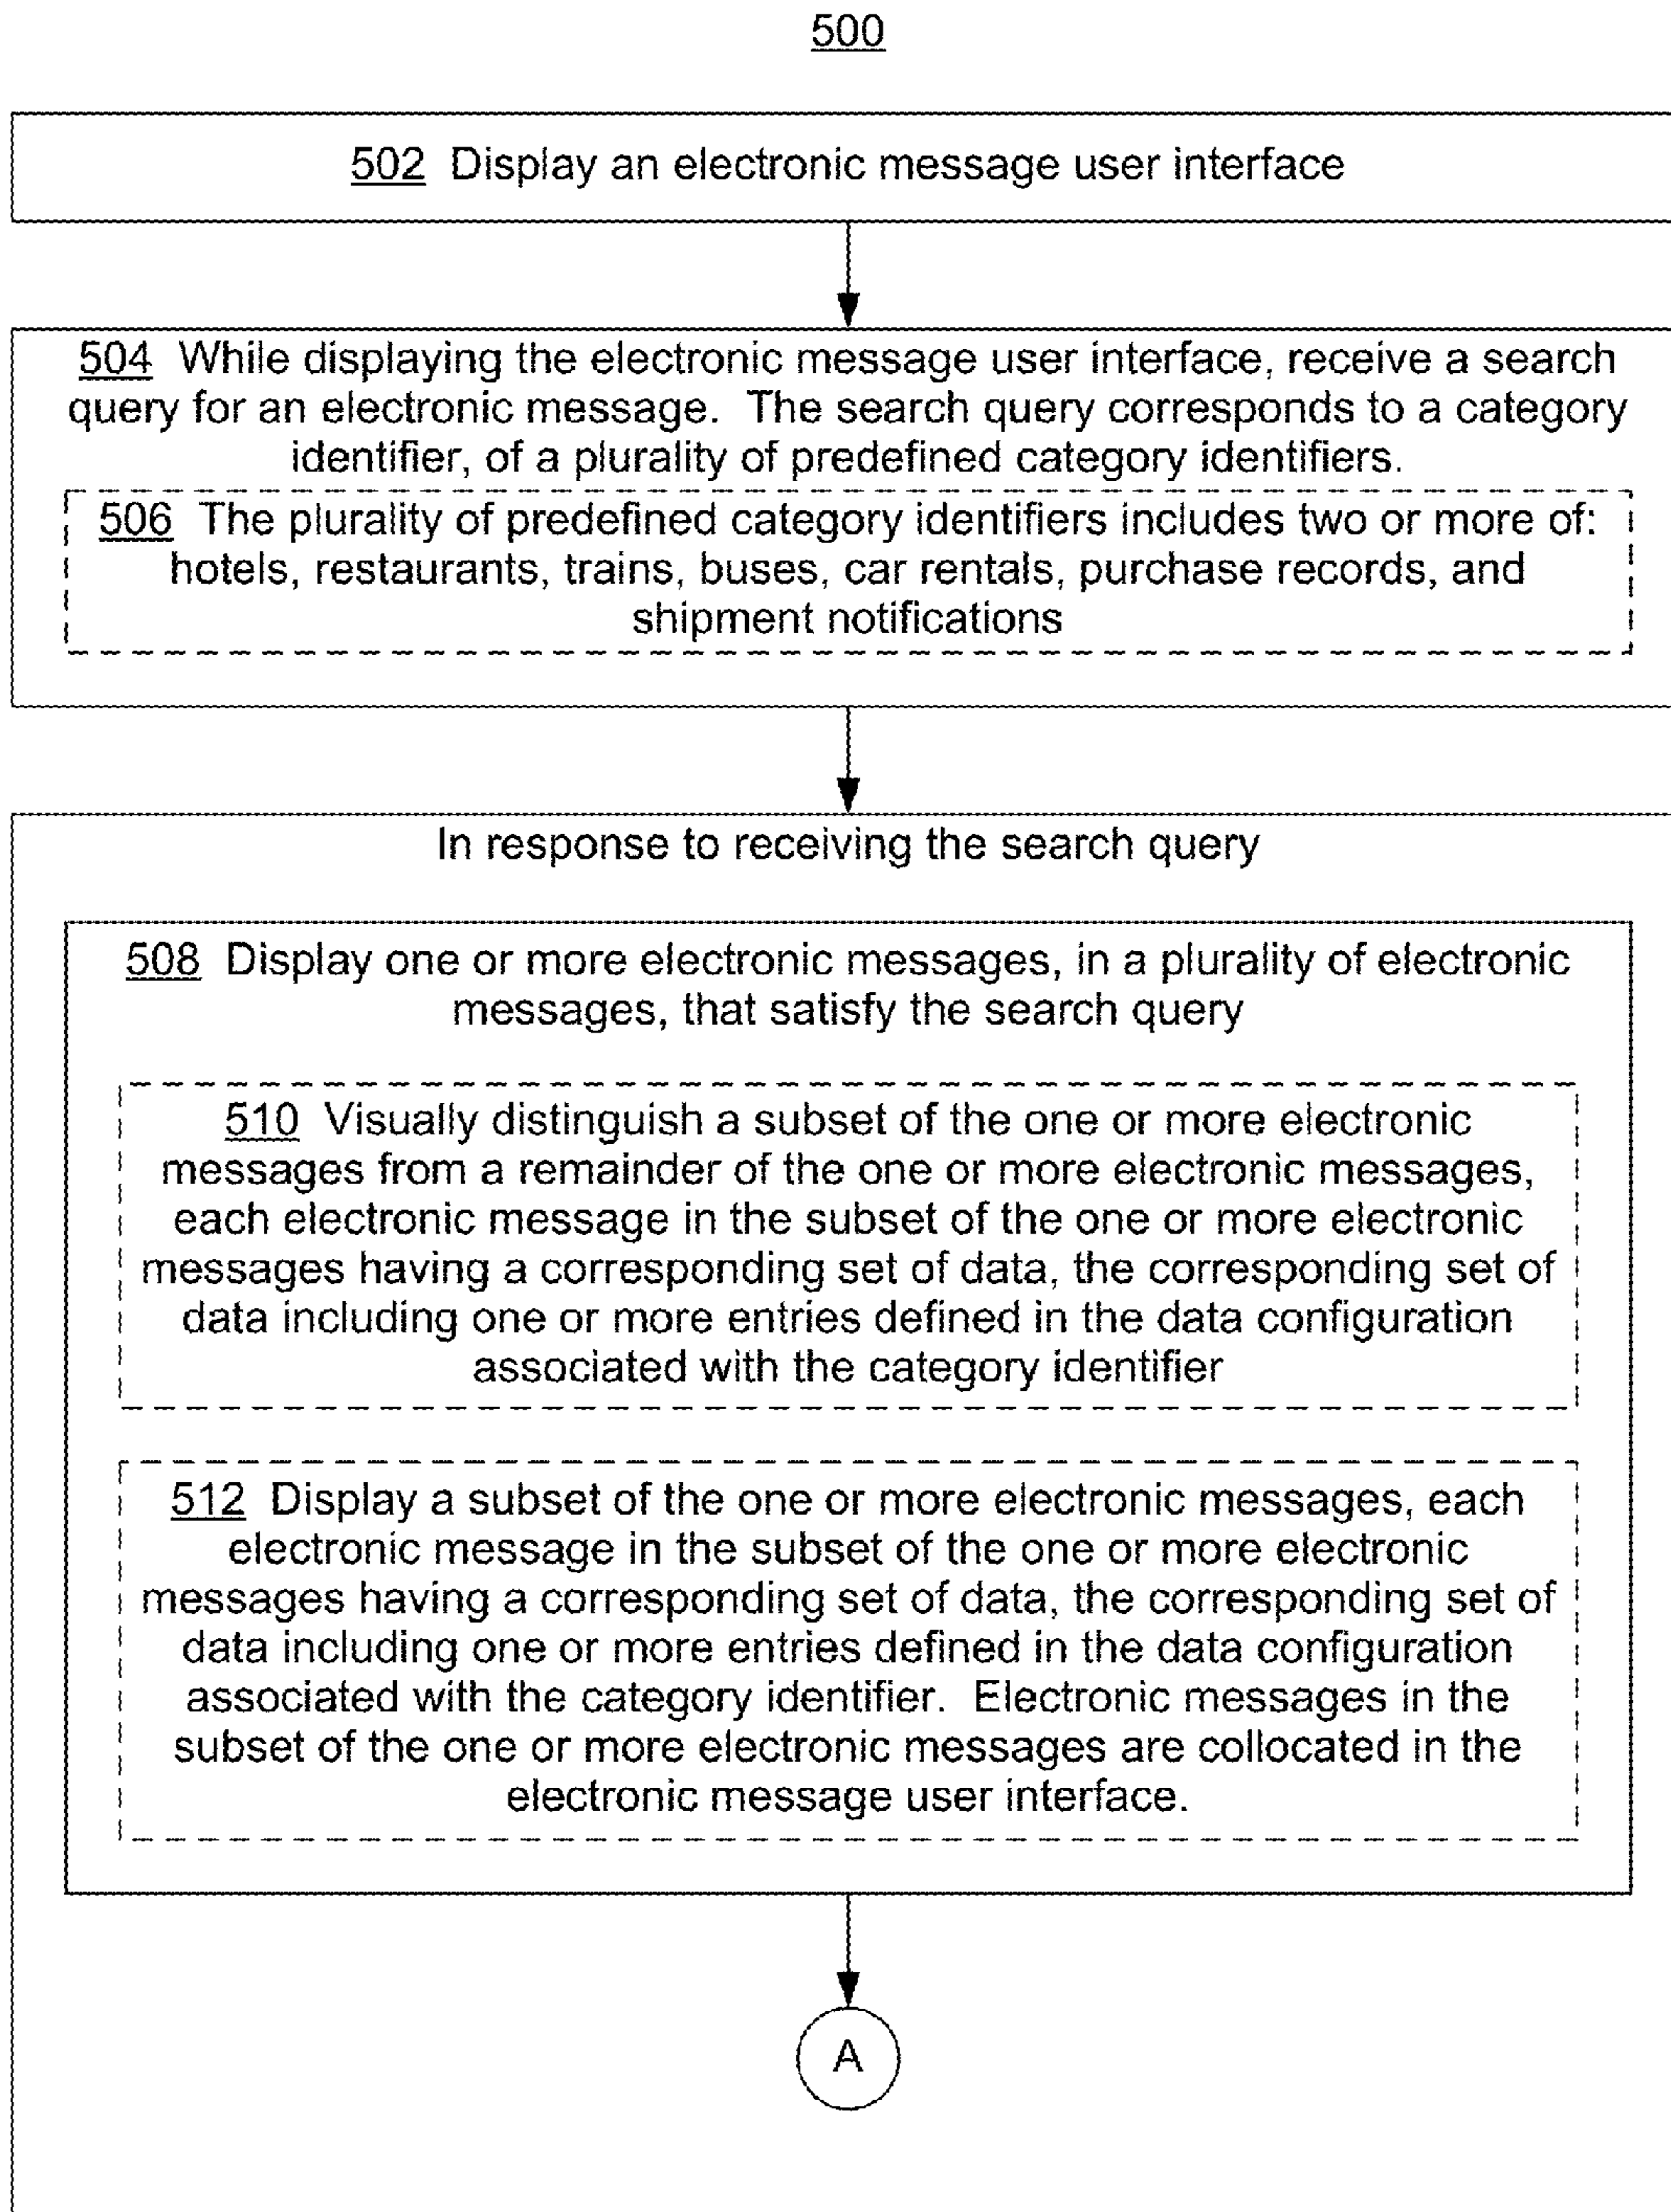 500
502 Display an electronic message user interface
504 While displaying the electronic message user interface, receive a search
query for an electronic message. The search query corresponds to a category
identifier, of a plurality of predefined category identifiers.
506 The plurality of predefined category identifiers includes two or more of:
hotels, restaurants, trains, buses, car rentals, purchase records, and
shipment notifications
In response to receiving the search query
508 Display one or more electronic messages, in a plurality of electronic
messages, that satisfy the search query
510 Visually distinguish a subset of the one or more electronic
messages from a remainder of the one or more electronic messages,
each electronic message in the subset of the one or more electronic
messages having a corresponding set of data, the corresponding set of
data including one or more entries defined in the data configuration
associated with the category identifier
512 Display a subset of the one or more electronic messages, each
electronic message in the subset of the one or more electronic
messages having a corresponding set of data, the corresponding set of
data including one or more entries defined in the data configuration
associated with the category identifier. Electronic messages in the
subset of the one or more electronic messages are collocated in the
electronic message user interface.
A